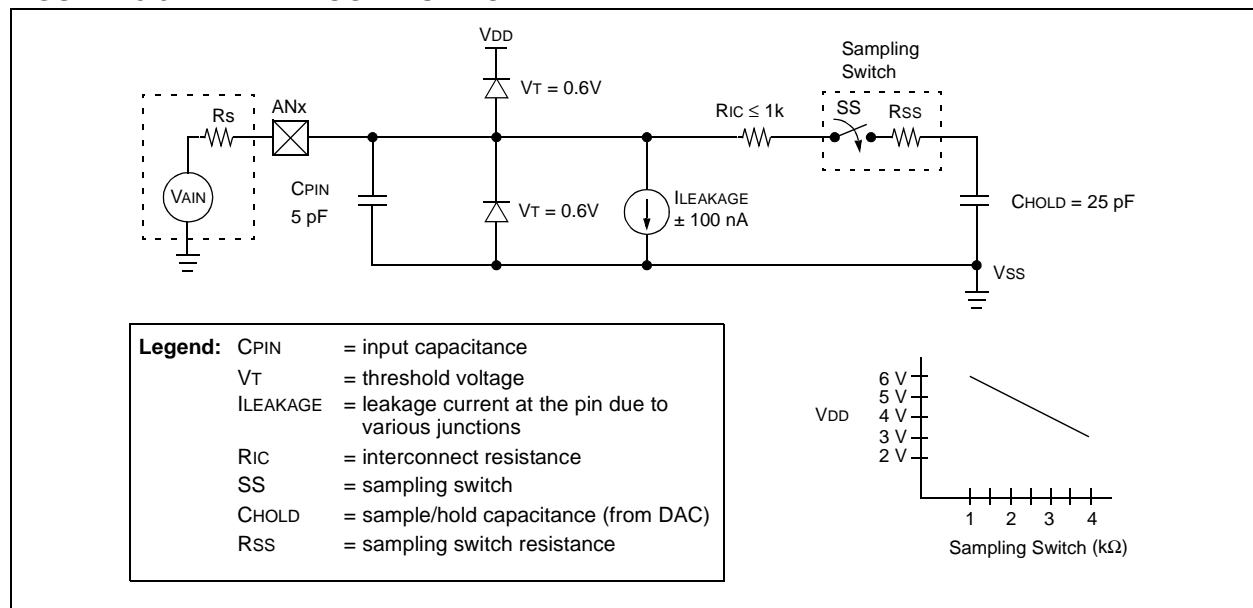 VDD
Sampling
Switch
VT = 0.6V
ANx
RS
RIC ≤ 1k
SS
RSS
VAIN
CPIN
5 pF
VT = 0.6V
ILEAKAGE
± 100 nA
CHOLD = 25 pF
VSS
Legend: CPIN = input capacitance
VT = threshold voltage
ILEAKAGE = leakage current at the pin due to
various junctions
RIC = interconnect resistance
SS = sampling switch
CHOLD = sample/hold capacitance (from DAC)
RSS = sampling switch resistance
VDD
6 V
5 V
4 V
3 V
2 V
1 2 3 4
Sampling Switch (kΩ)